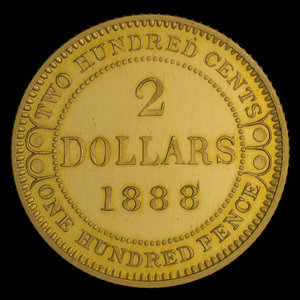 TWO HUNDRED CENTS
2
DOLLARS
1888
ONE HUNDRED PENCE